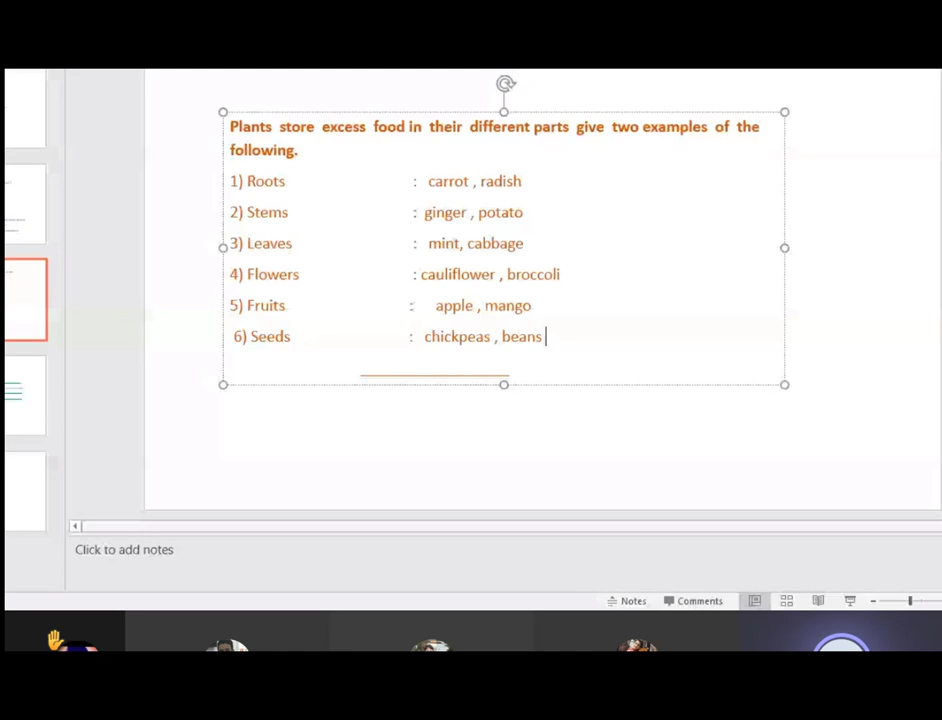 Plants store excess food in their different parts give two examples of the
following.
1) Roots : carrot , radish
2) Stems : ginger , potato
3) Leaves : mint, cabbage
4) Flowers : cauliflower , broccoli
5) Fruits : apple , mango
6) Seeds : chickpeas , beans
Click to add notes
Notes Comments